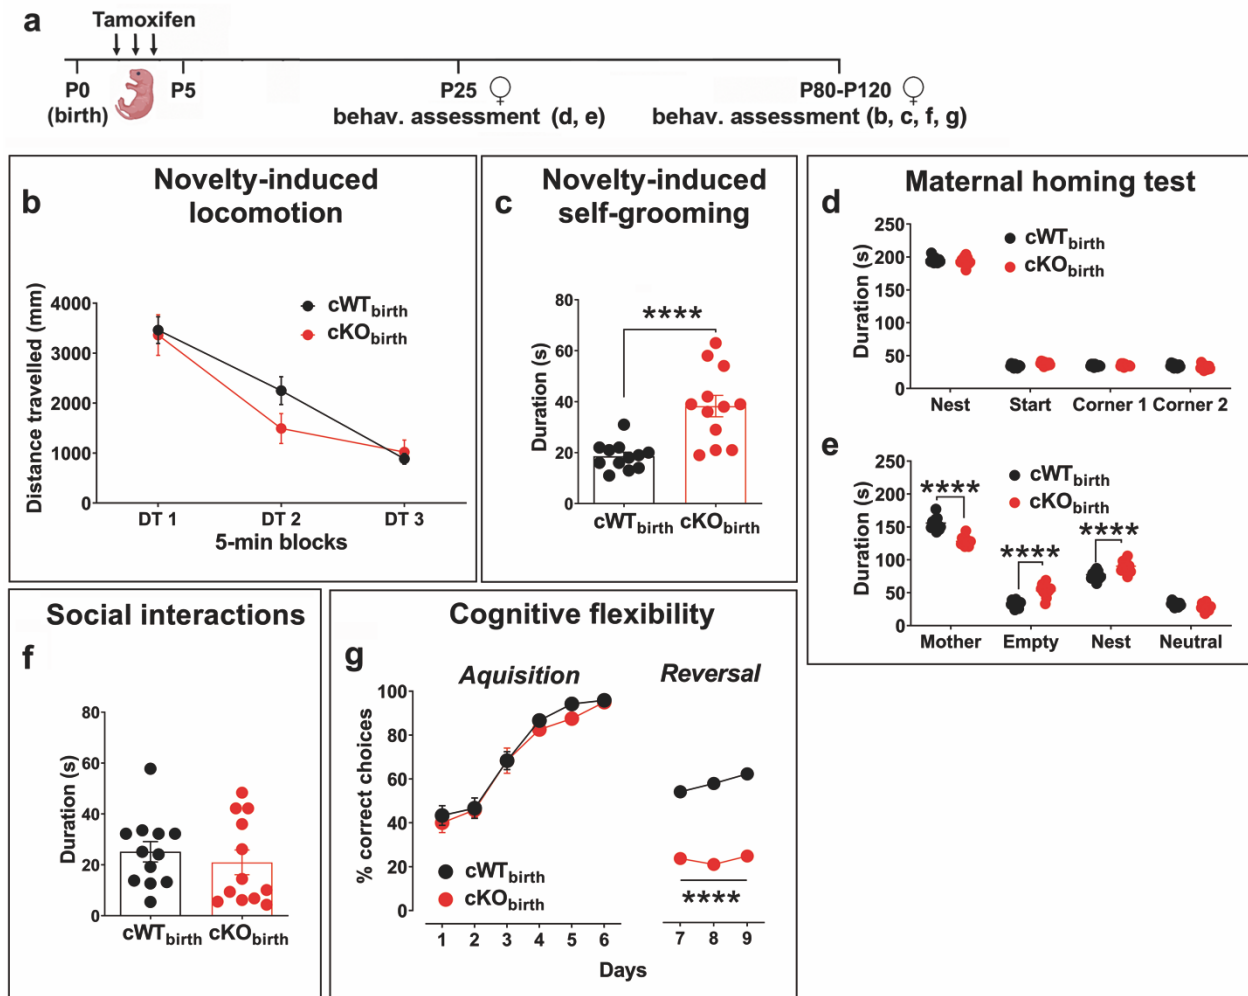 a
Tamoxifen
P0
(birth)
P5
P25 ♀
behav. assessment (d, e)
P80-P120 ♀
behav. assessment (b, c, f, g)
b
Novelty-induced
locomotion
Distance travelled (mm)
4000
3000
2000
1000
0
cWTbirth
cKObirth
DT 1 DT 2 DT 3
5-min blocks
c
Novelty-induced
self-grooming
Duration (s)
80
60
40
20
0
****
cWTbirth cKObirth
Maternal homing test
d
Duration (s)
250
200
150
100
50
0
cWTbirth
cKObirth
Nest Start Corner 1 Corner 2
e
Duration (s)
250
200
150
100
50
0
cWTbirth
cKObirth
****
****
****
Mother Empty Nest Neutral
Social interactions
f
Duration (s)
80
60
40
20
0
cWTbirth cKObirth
Cognitive flexibility
g
Aquisition
Reversal
% correct choices
100
80
60
40
20
0
cWTbirth
cKObirth
****
1 2 3 4 5 6 7 8 9
Days